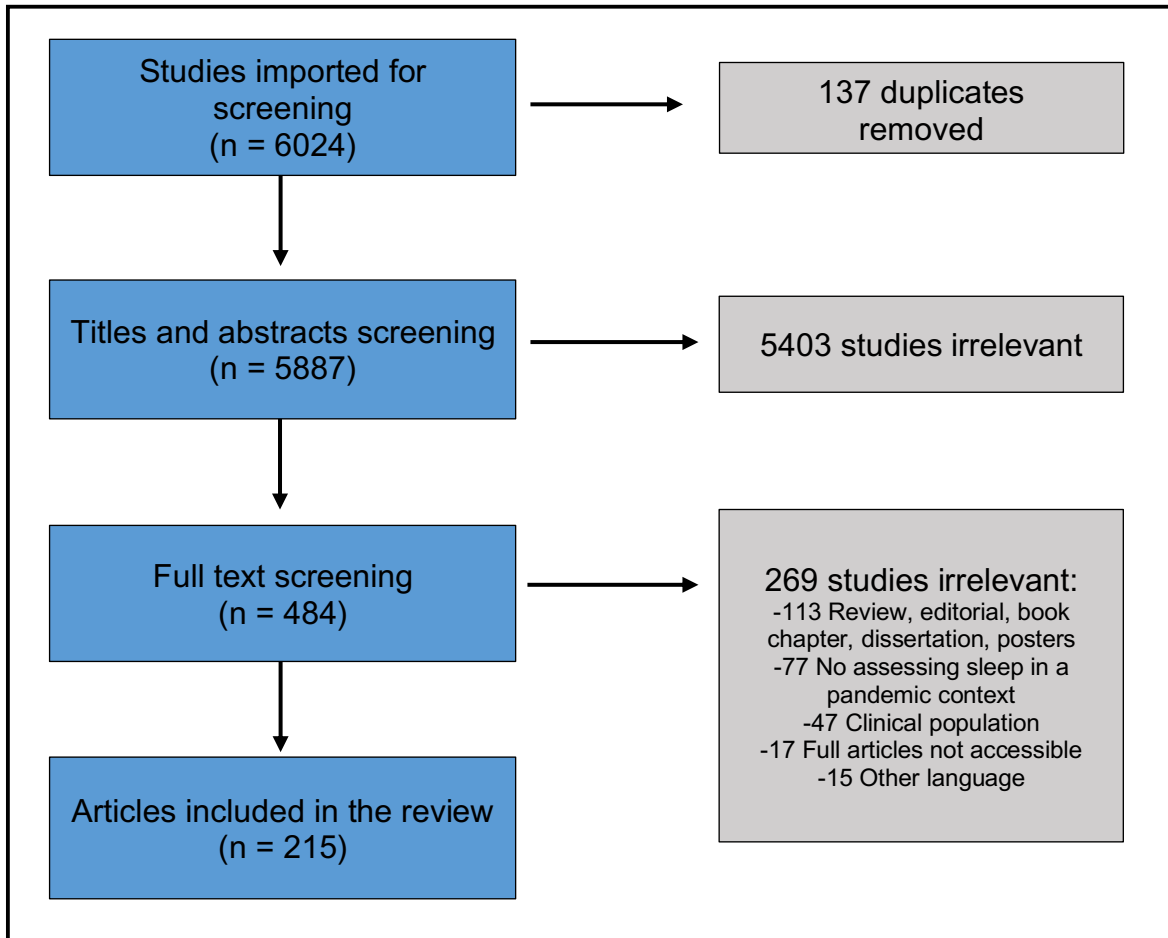 Studies imported for
screening
(n = 6024)
137 duplicates
removed
Titles and abstracts screening
(n = 5887)
5403 studies irrelevant
Full text screening
(n = 484)
269 studies irrelevant:
-113 Review, editorial, book
chapter, dissertation, posters
-77 No assessing sleep in a
pandemic context
-47 Clinical population
-17 Full articles not accessible
-15 Other language
Articles included in the review
(n = 215)